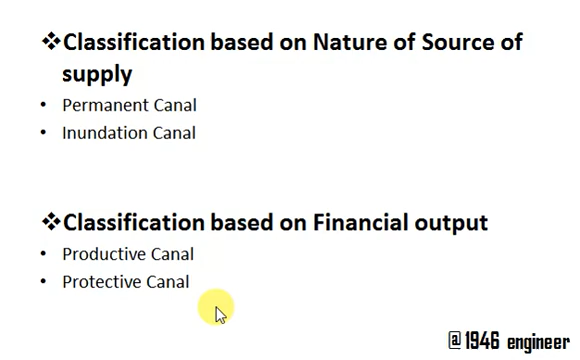 ❖Classification based on Nature of Source of
supply
• Permanent Canal
• Inundation Canal
❖Classification based on Financial output
• Productive Canal
• Protective Canal
@1946 engineer